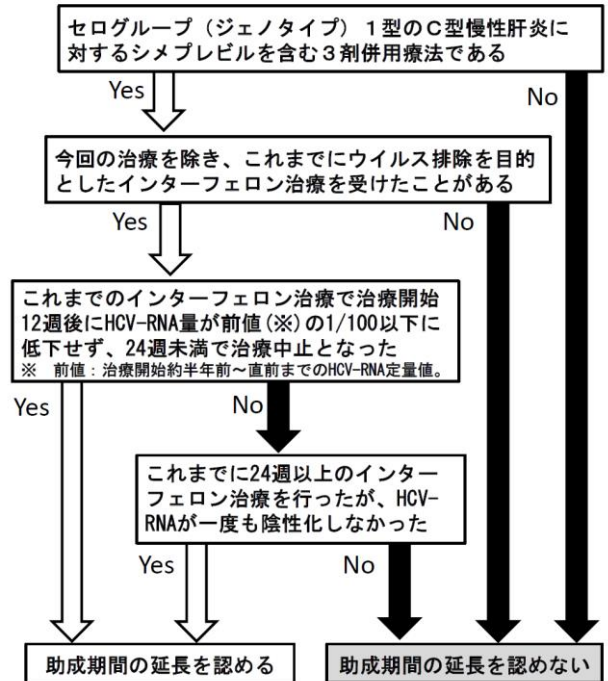 セログループ（ジェノタイプ）１型のＣ型慢性肝炎に
対するシメプレビルを含む３剤併用療法である
Yes
No
今回の治療を除き、これまでにウイルス排除を目的
としたインターフェロン治療を受けたことがある
Yes
No
これまでのインターフェロン治療で治療開始
12週後にHCV-RNA量が前値(※)の1/100以下に
低下せず、24週未満で治療中止となった
※　前値：治療開始約半年前～直前までのHCV-RNA定量値。
Yes
No
これまでに24週以上のインター
フェロン治療を行ったが、HCV-
RNAが一度も陰性化しなかった
Yes
No
助成期間の延長を認める
助成期間の延長を認めない